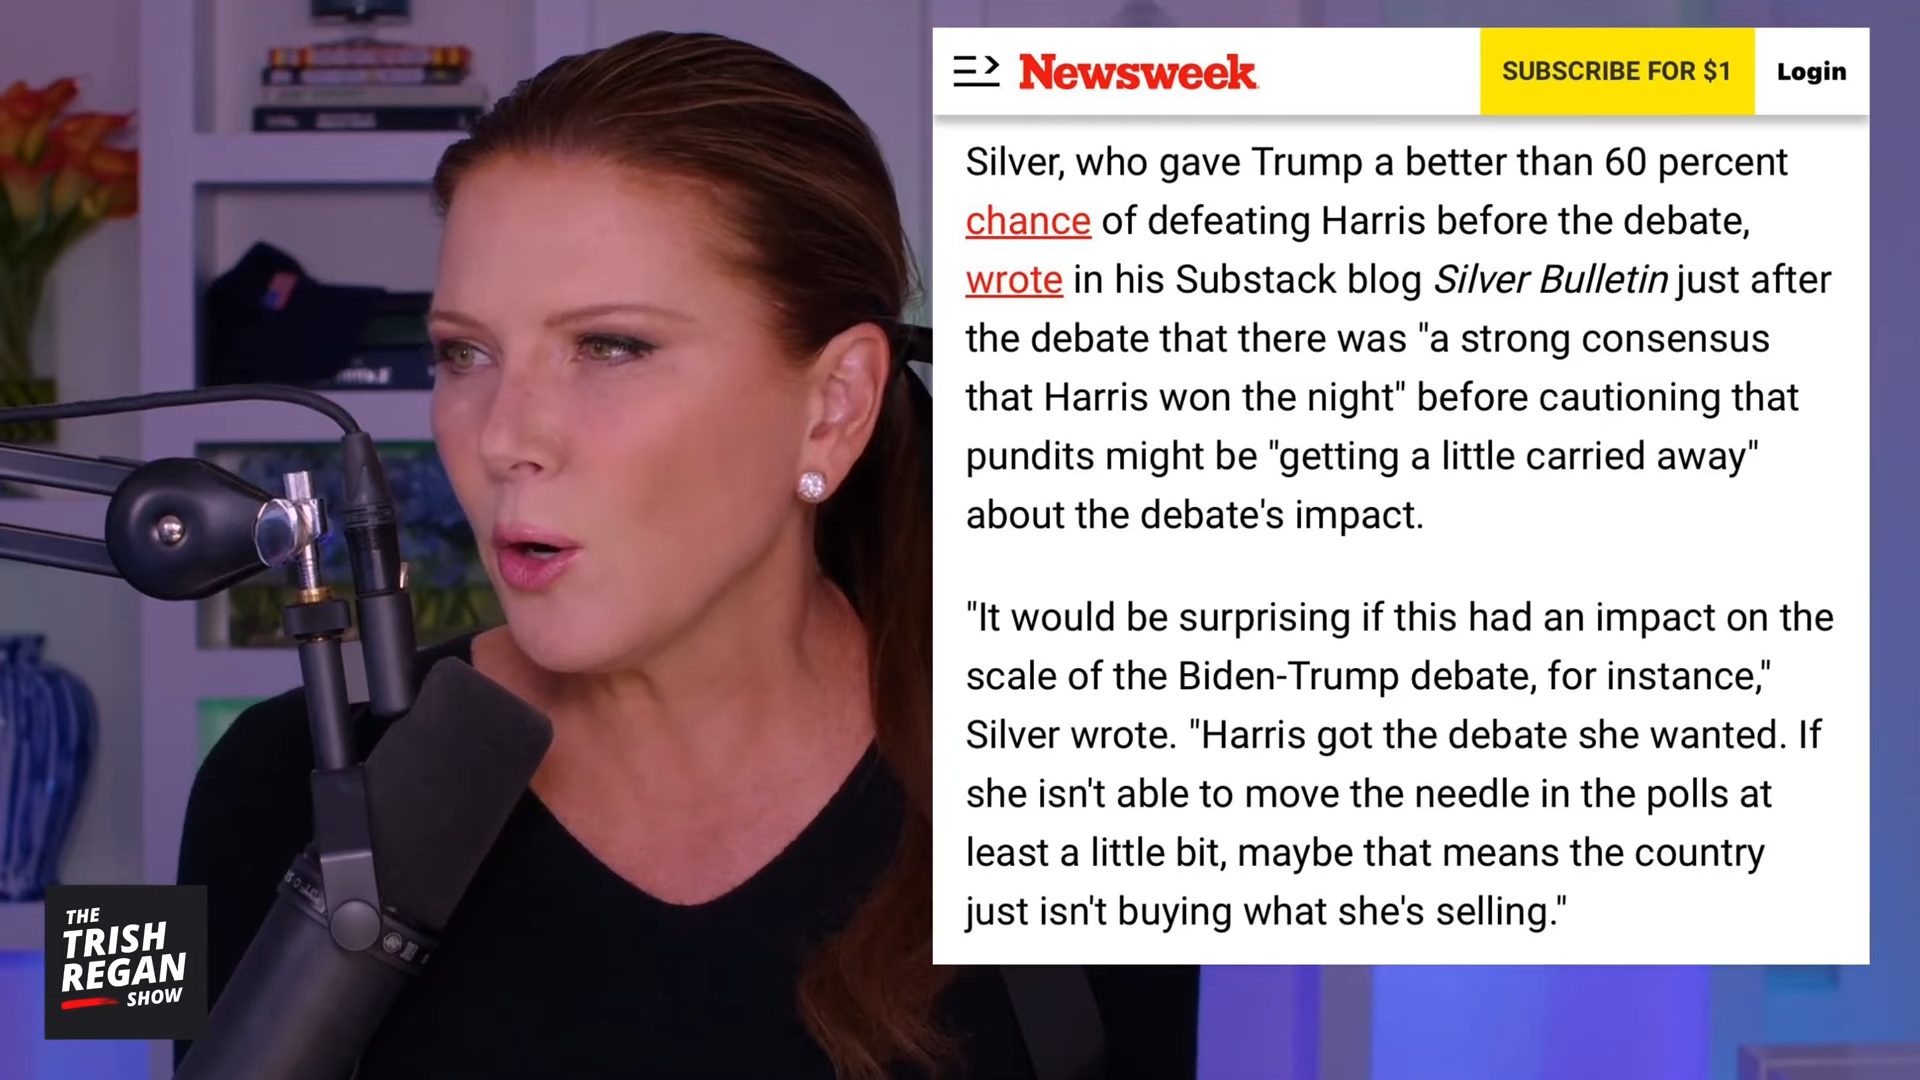 Newsweek
SUBSCRIBE FOR $1
Login
Silver, who gave Trump a better than 60 percent
chance of defeating Harris before the debate,
wrote in his Substack blog Silver Bulletin just after
the debate that there was "a strong consensus
that Harris won the night" before cautioning that
pundits might be "getting a little carried away"
about the debate's impact.
"It would be surprising if this had an impact on the
scale of the Biden-Trump debate, for instance,"
Silver wrote. "Harris got the debate she wanted. If
she isn't able to move the needle in the polls at
least a little bit, maybe that means the country
just isn't buying what she's selling."
THE
TRISH
REGAN
SHOW